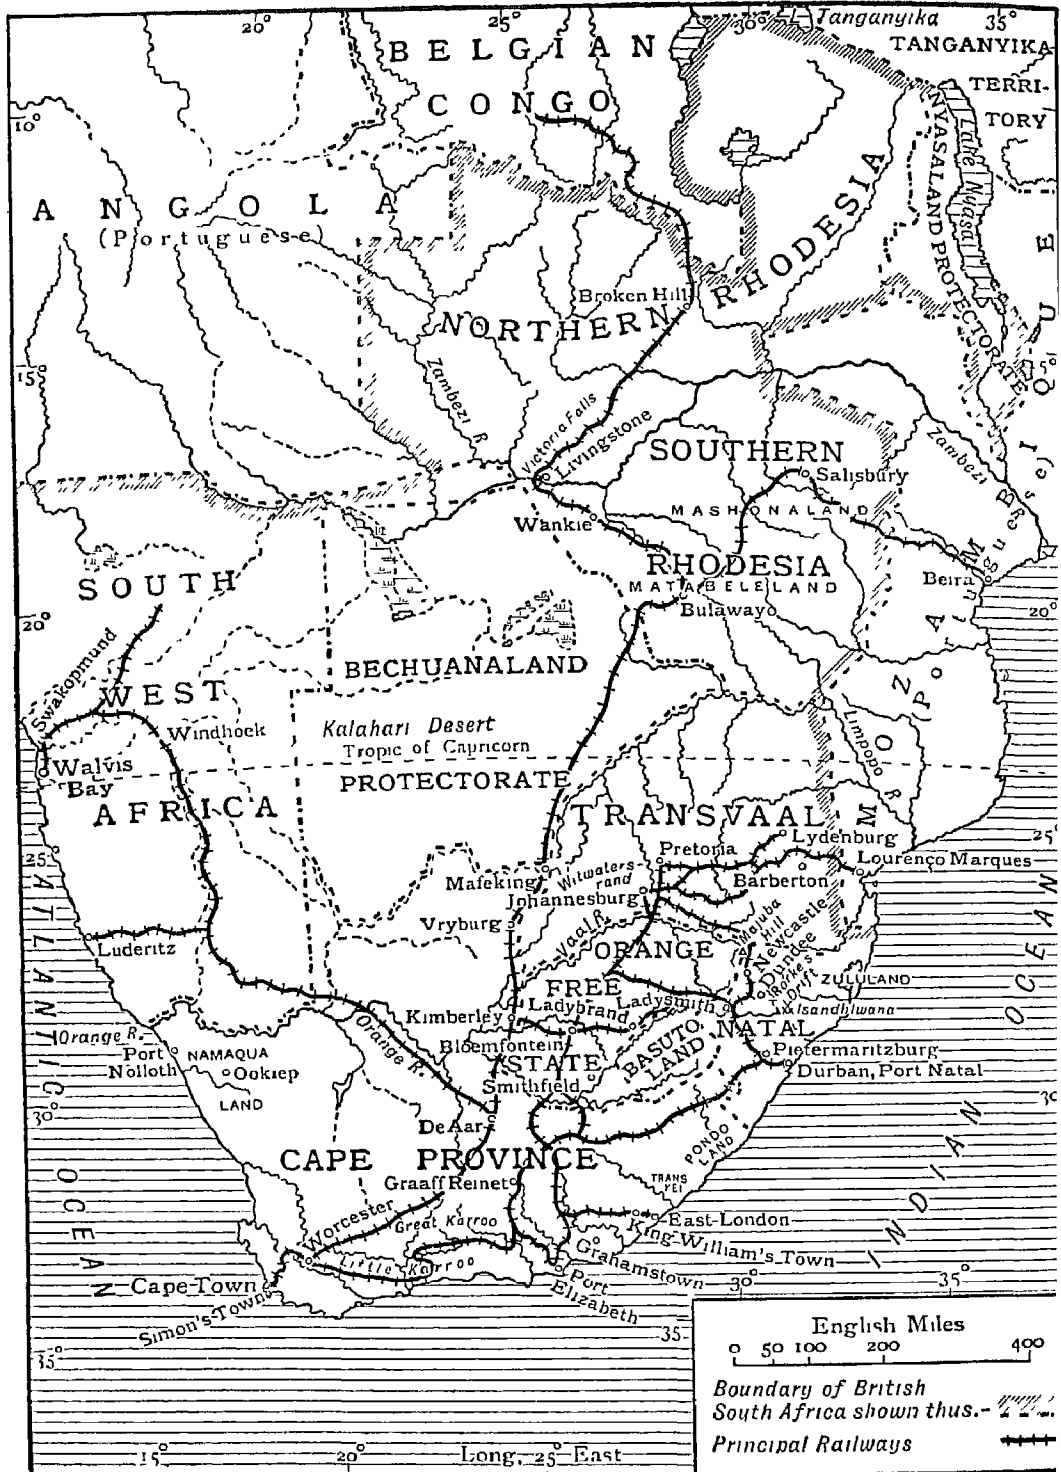 20°
25°
30°
35°
L. Tanganyika
BELGIAN
CONGO
TANGANYIKA
TERRI-
TORY
10°
ANGOLA
(Portuguese)
NYASALAND PROTECTORATE
Lake Nyasa
Broken Hill
NORTHERN
RHODESIA
15°
15°
Zambezi R.
Victoria Falls
Livingstone
SOUTHERN
Salisbury
Zambezi
MASHONALAND
Wankie
RHODESIA
MATABELELAND
Bulawayo
Beira
MOZAMBIQUE
(Portuguese)
SOUTH
20°
20°
BECHUANALAND
Swakopmund
WEST
Windhoek
Kalahari Desert
Tropic of Capricorn
Limpopo R.
Walvis
Bay
PROTECTORATE
AFRICA
TRANSVAAL
Lydenburg
25°
25°
Pretoria
Lourenço Marques
Mafeking
Witwaters-
rand
Barberton
Johannesburg
Vryburg
Vaal R.
Majuba
Hill
Newcastle
Dundee
Rorke's
Drift
Luderitz
ORANGE
ZULULAND
FREE
Ladybrand
Ladysmith
Isandhlwana
Kimberley
Orange R.
Orange R.
Bloemfontein
STATE
BASUTO
LAND
NATAL
Port
Nolloth
NAMAQUA
Ookiep
LAND
Pietermaritzburg
Durban, Port Natal
Smithfield
30°
30
De Aar
PONDO
LAND
CAPE PROVINCE
TRANS
KEI
Graaff Reinet
Worcester
Great Karroo
East London
King William's Town
Little Karroo
Grahamstown
Cape Town
Port
Elizabeth
Simon's Town
ATLANTIC OCEAN
INDIAN OCEAN
30°
35°
35
35°
15°
20°
Long, 25° East
English Miles
0 50 100 200 400
Boundary of British
South Africa shown thus.-
Principal Railways